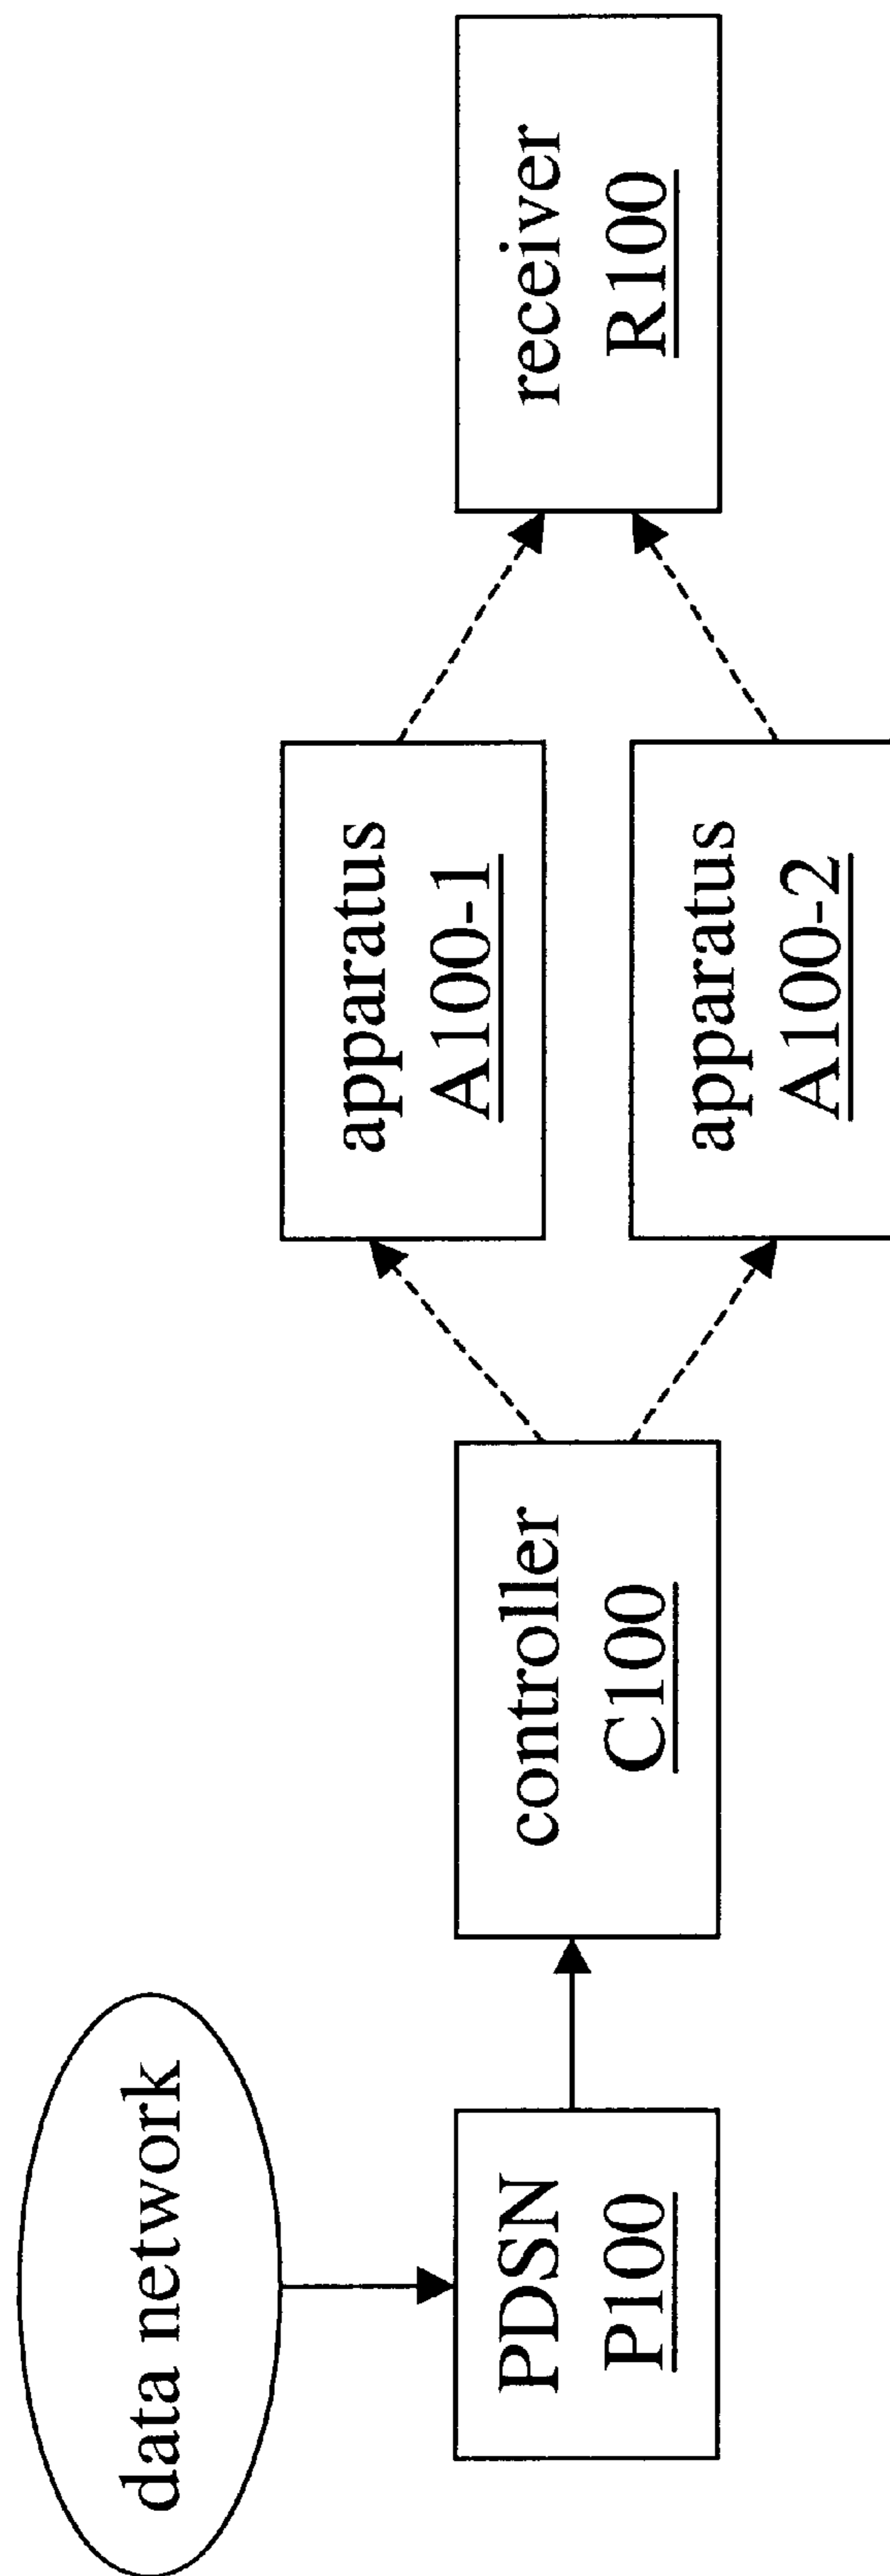 data network
PDSN
P100
controller
C100
apparatus
A100-1
apparatus
A100-2
receiver
R100